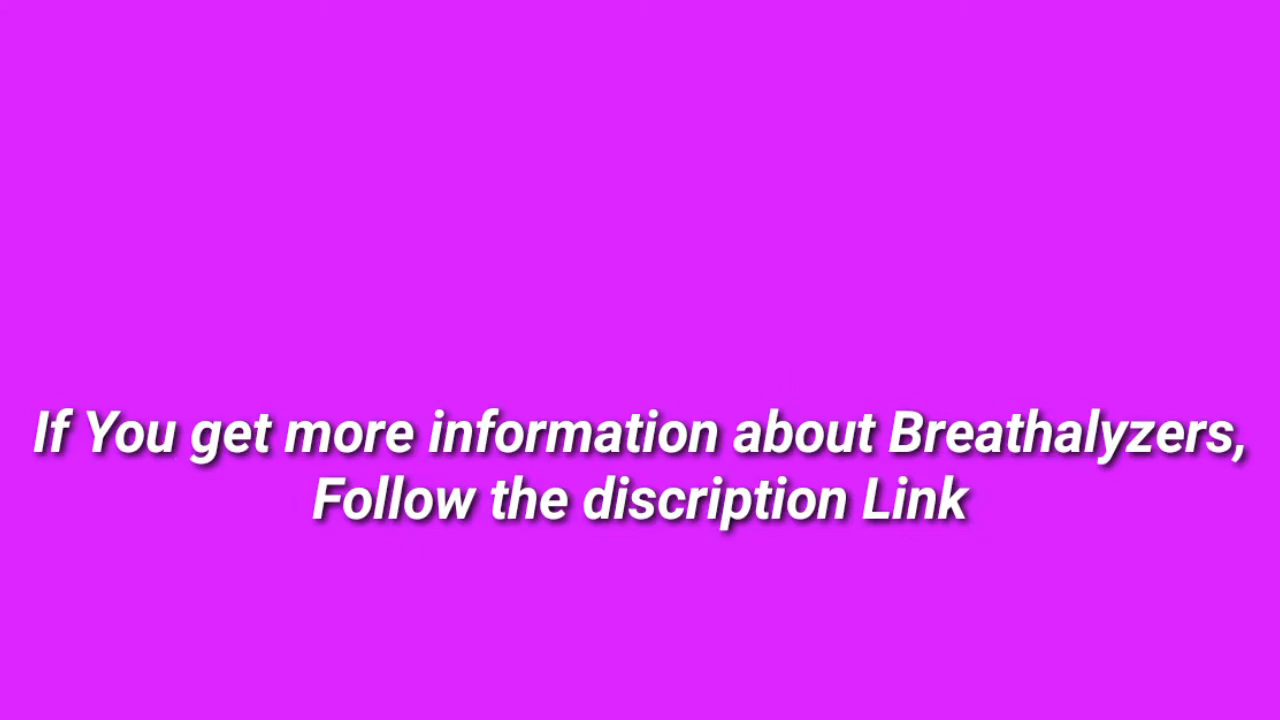 If You get more information about Breathalyzers,
Follow the discription Link